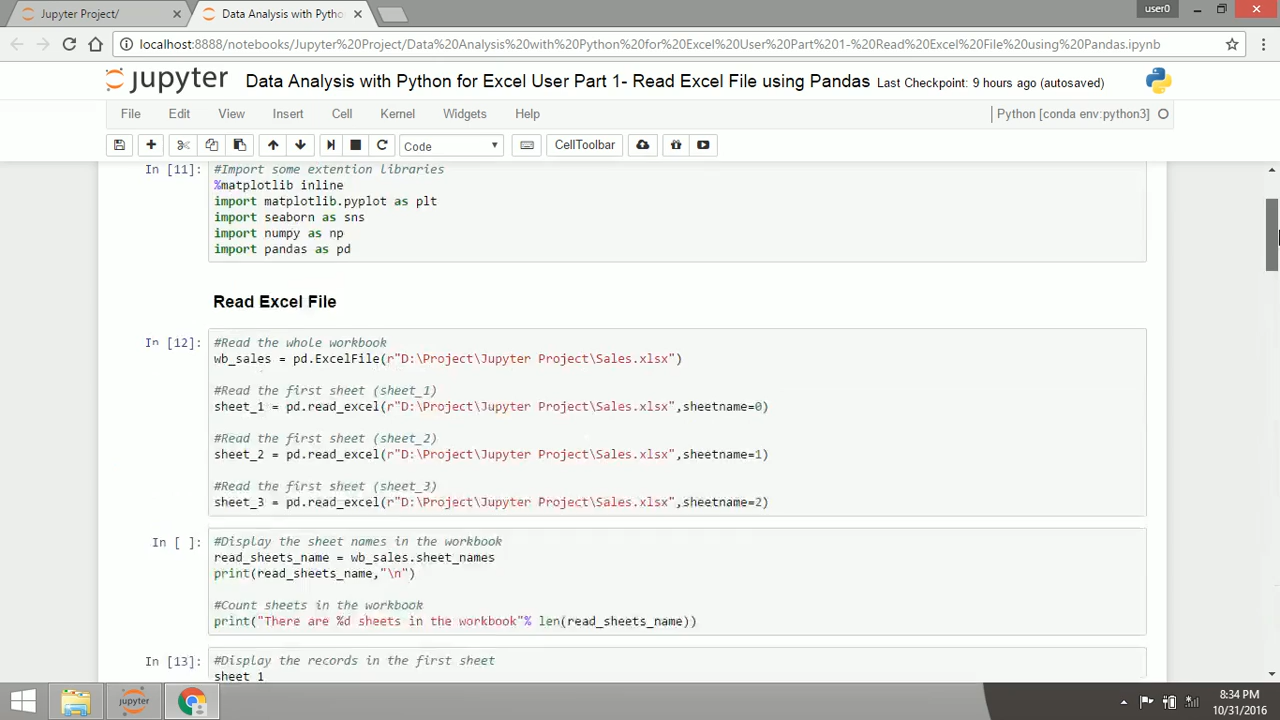 Jupyter Project/
Data Analysis with Pytho
user0
localhost:8888/notebooks/Jupyter%20Project/Data%20Analysis%20with%20Python%20for%20Excel%20User%20Part%201-%20Read%20Excel%20File%20using%20Pandas.ipynb
jupyter Data Analysis with Python for Excel User Part 1- Read Excel File using Pandas Last Checkpoint: 9 hours ago (autosaved)
File Edit View Insert Cell Kernel Widgets Help Python [conda env:python3]
Code CellToolbar
In [11]: #Import some extention libraries
%matplotlib inline
import matplotlib.pyplot as plt
import seaborn as sns
import numpy as np
import pandas as pd
Read Excel File
In [12]: #Read the whole workbook
wb_sales = pd.ExcelFile(r"D:\Project\Jupyter Project\Sales.xlsx")
#Read the first sheet (sheet_1)
sheet_1 = pd.read_excel(r"D:\Project\Jupyter Project\Sales.xlsx",sheetname=0)
#Read the first sheet (sheet_2)
sheet_2 = pd.read_excel(r"D:\Project\Jupyter Project\Sales.xlsx",sheetname=1)
#Read the first sheet (sheet_3)
sheet_3 = pd.read_excel(r"D:\Project\Jupyter Project\Sales.xlsx",sheetname=2)
In [ ]: #Display the sheet names in the workbook
read_sheets_name = wb_sales.sheet_names
print(read_sheets_name,"\n")
#Count sheets in the workbook
print("There are %d sheets in the workbook"% len(read_sheets_name))
In [13]: #Display the records in the first sheet
sheet_1
jupyter
8:34 PM
10/31/2016